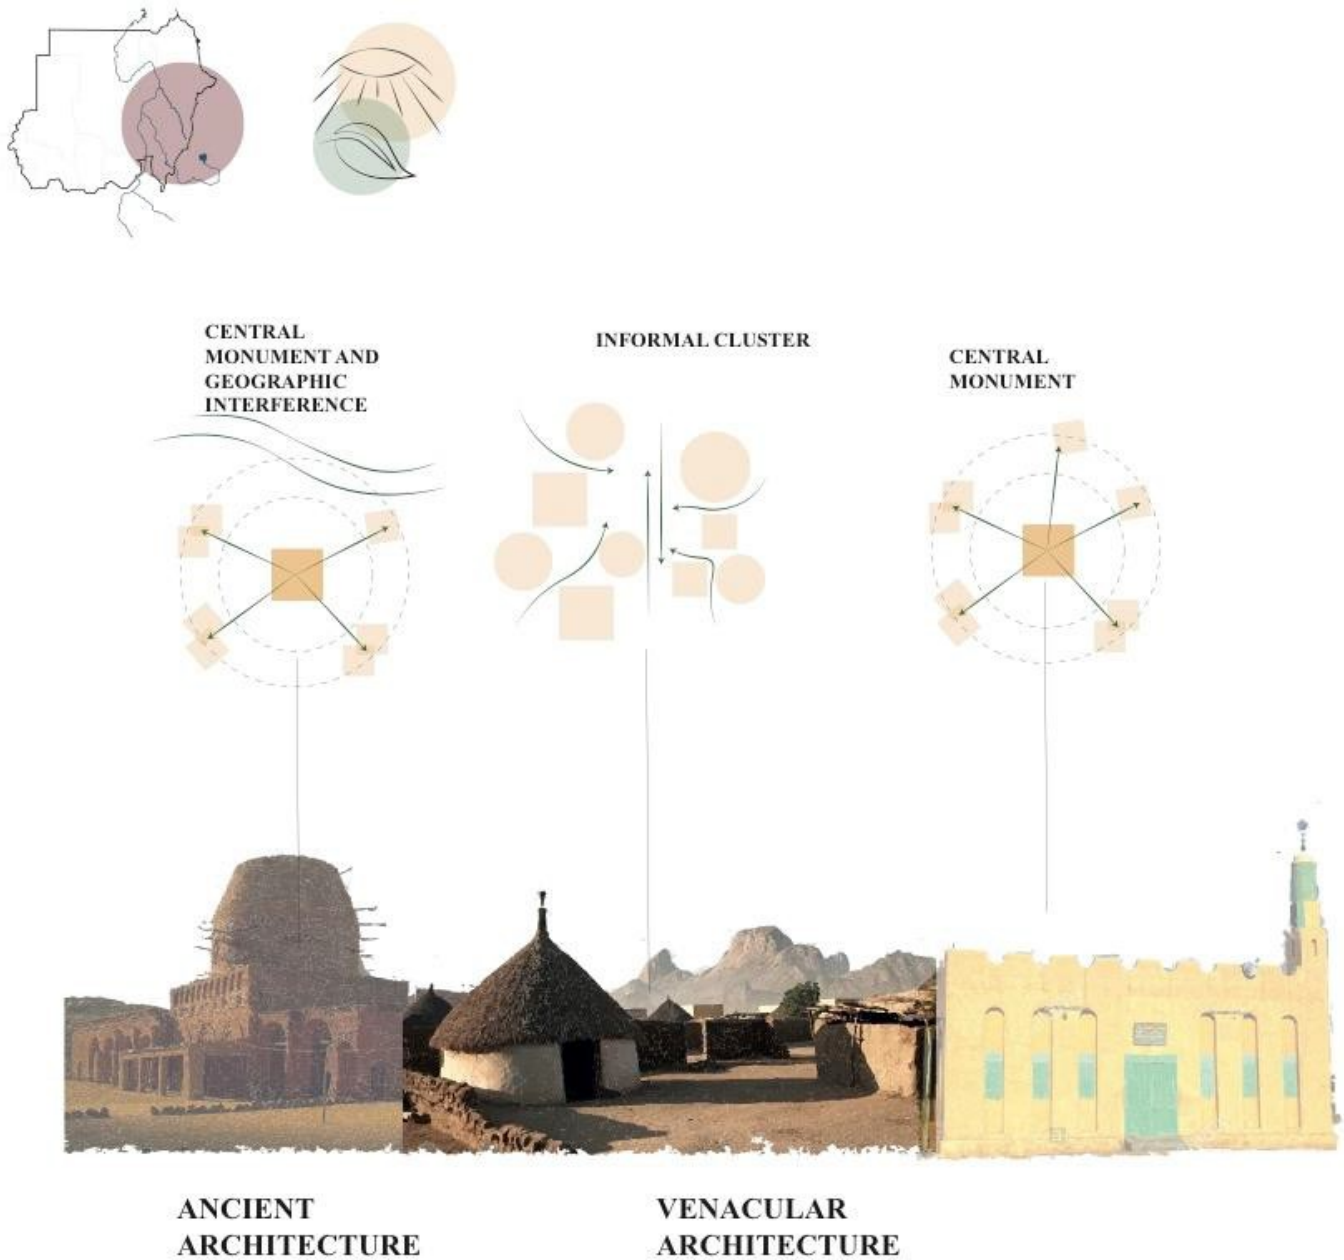 CENTRAL
MONUMENT AND
GEOGRAPHIC
INTERFERENCE
INFORMAL CLUSTER
CENTRAL
MONUMENT
ANCIENT
ARCHITECTURE
VENACULAR
ARCHITECTURE